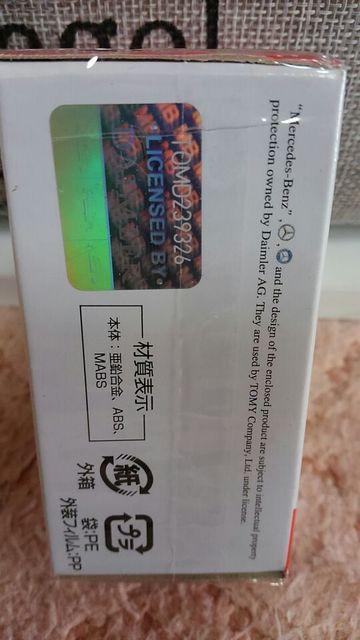 "Mercedes-Benz", , and the design of the enclosed product are subject to intellectual property
protection owned by Daimler AG. They are used by TOMY Company, Ltd. under license.
TOMD239326
LICENSED BY
材質表示
本体：亜鉛合金、ABS、
MABS
紙
外箱
プラ
袋:PE
外装フィルム:PP